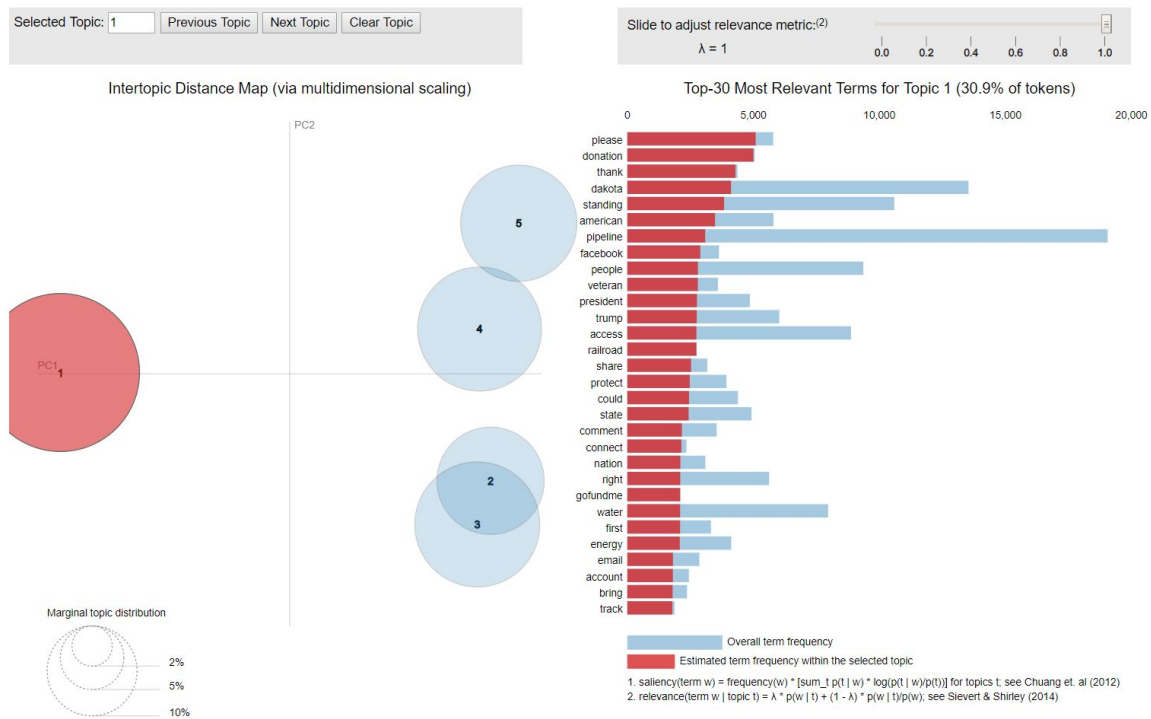 Selected Topic: 1 Previous Topic Next Topic Clear Topic
Slide to adjust relevance metric:(2)
λ = 1
0.0 0.2 0.4 0.6 0.8 1.0
Intertopic Distance Map (via multidimensional scaling)
PC2
PC1
1
5
4
2
3
Marginal topic distribution
2%
5%
10%
Top-30 Most Relevant Terms for Topic 1 (30.9% of tokens)
0 5,000 10,000 15,000 20,000
please
donation
thank
dakota
standing
american
pipeline
facebook
people
veteran
president
trump
access
railroad
share
protect
could
state
comment
connect
nation
right
gofundme
water
first
energy
email
account
bring
track
Overall term frequency
Estimated term frequency within the selected topic
1. saliency(term w) = frequency(w) * [sum_t p(t | w) * log(p(t | w)/p(t))] for topics t; see Chuang et. al (2012)
2. relevance(term w | topic t) = λ * p(w | t) + (1 - λ) * p(w | t)/p(w); see Sievert & Shirley (2014)